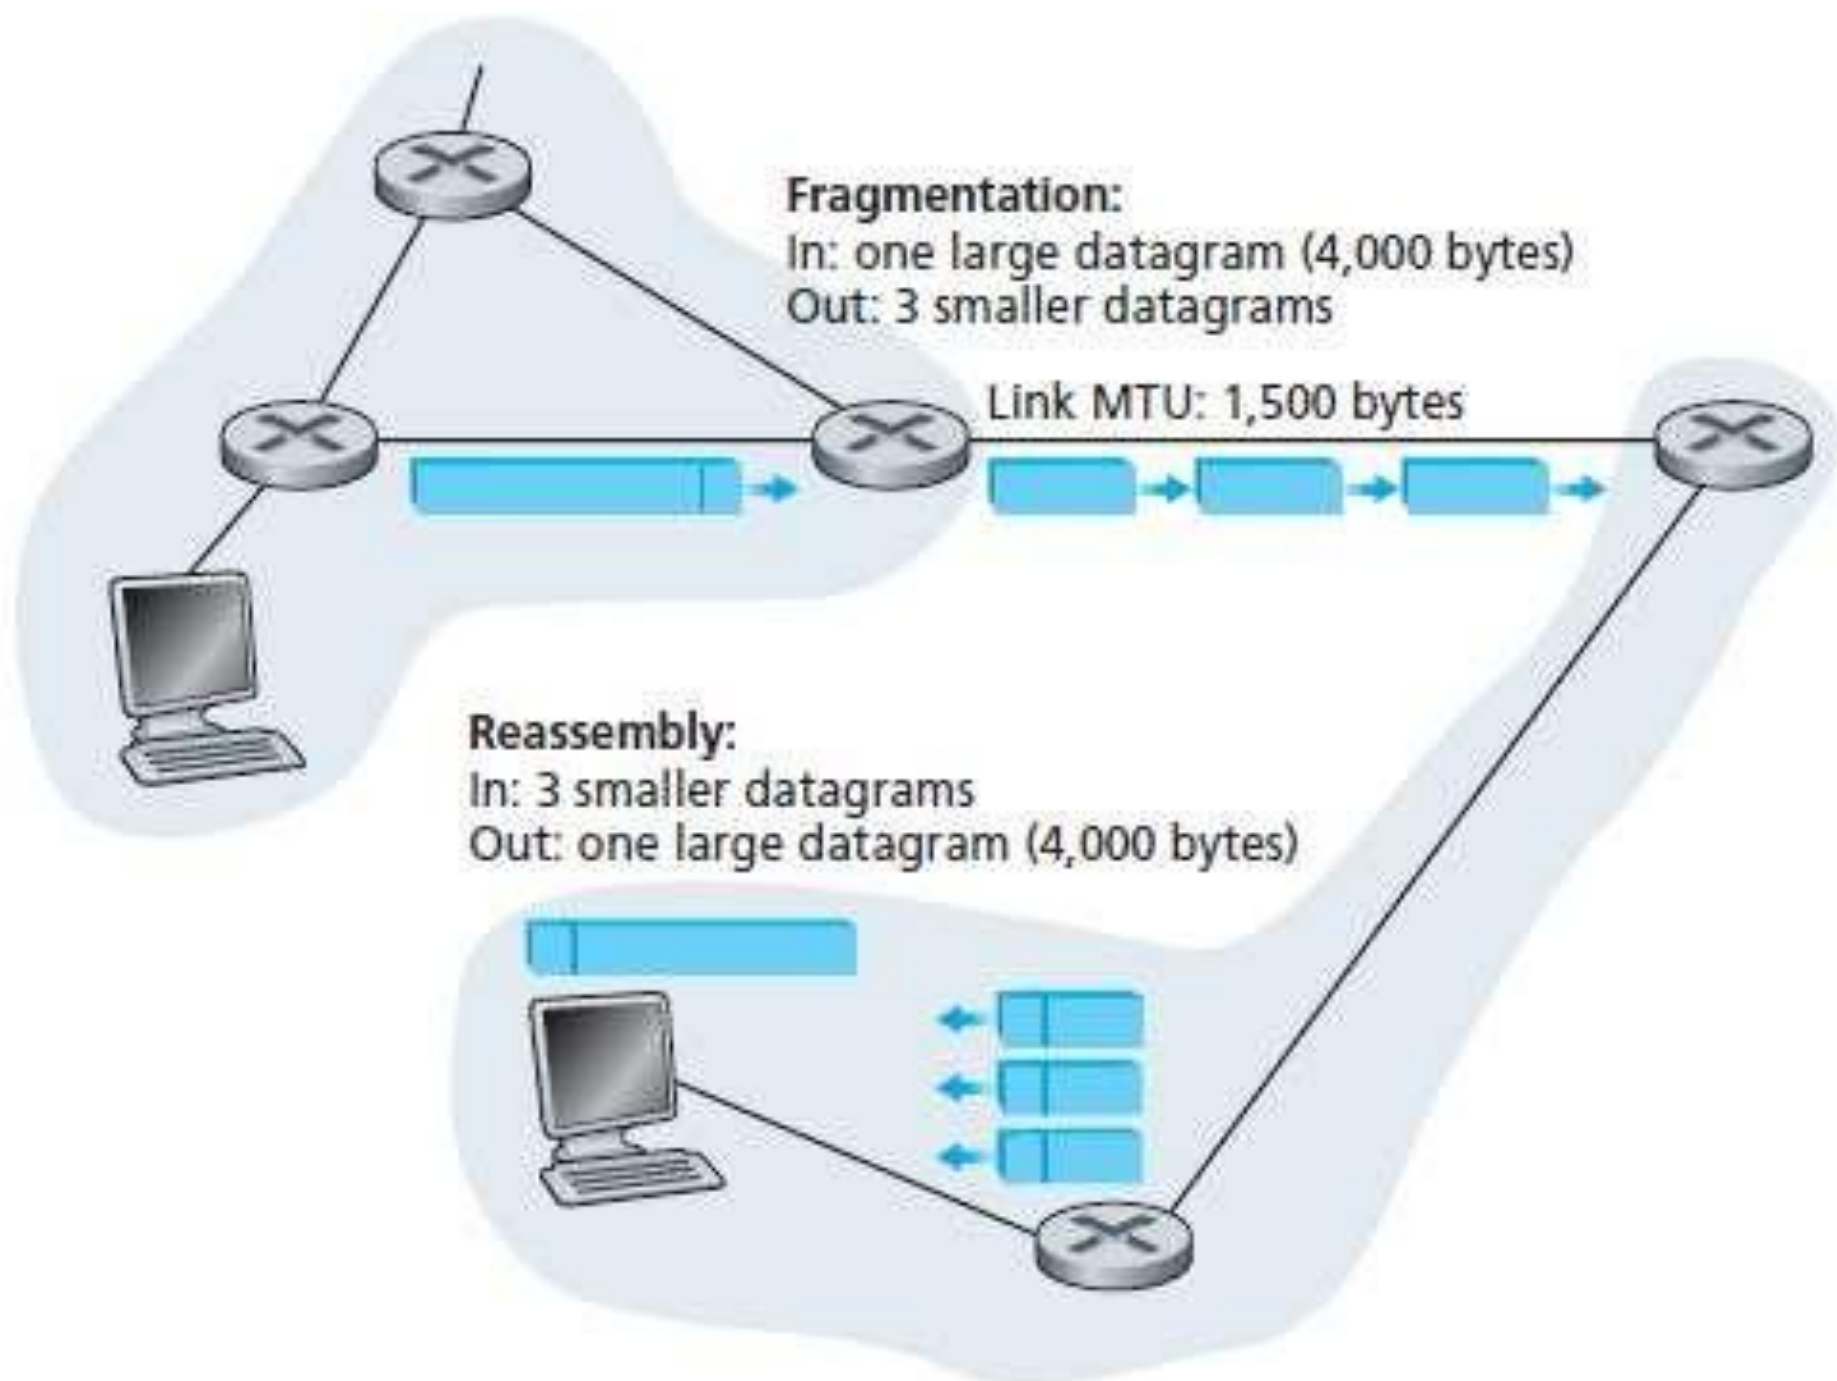 Fragmentation:
In: one large datagram (4,000 bytes)
Out: 3 smaller datagrams
Link MTU: 1,500 bytes
Reassembly:
In: 3 smaller datagrams
Out: one large datagram (4,000 bytes)